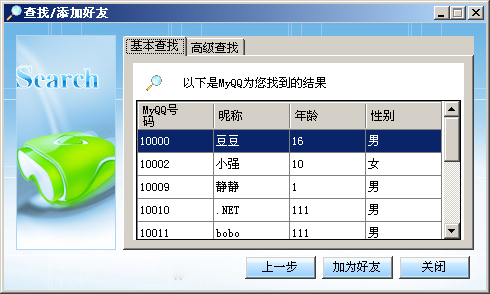 查找/添加好友
Search
基本查找 高级查找
以下是MyQQ为您找到的结果
MyQQ号码 昵称 年龄 性别
10000 豆豆 16 男
10002 小强 10 女
10009 静静 1 男
10010 .NET 111 男
10011 bobo 111 男
上一步 加为好友 关闭